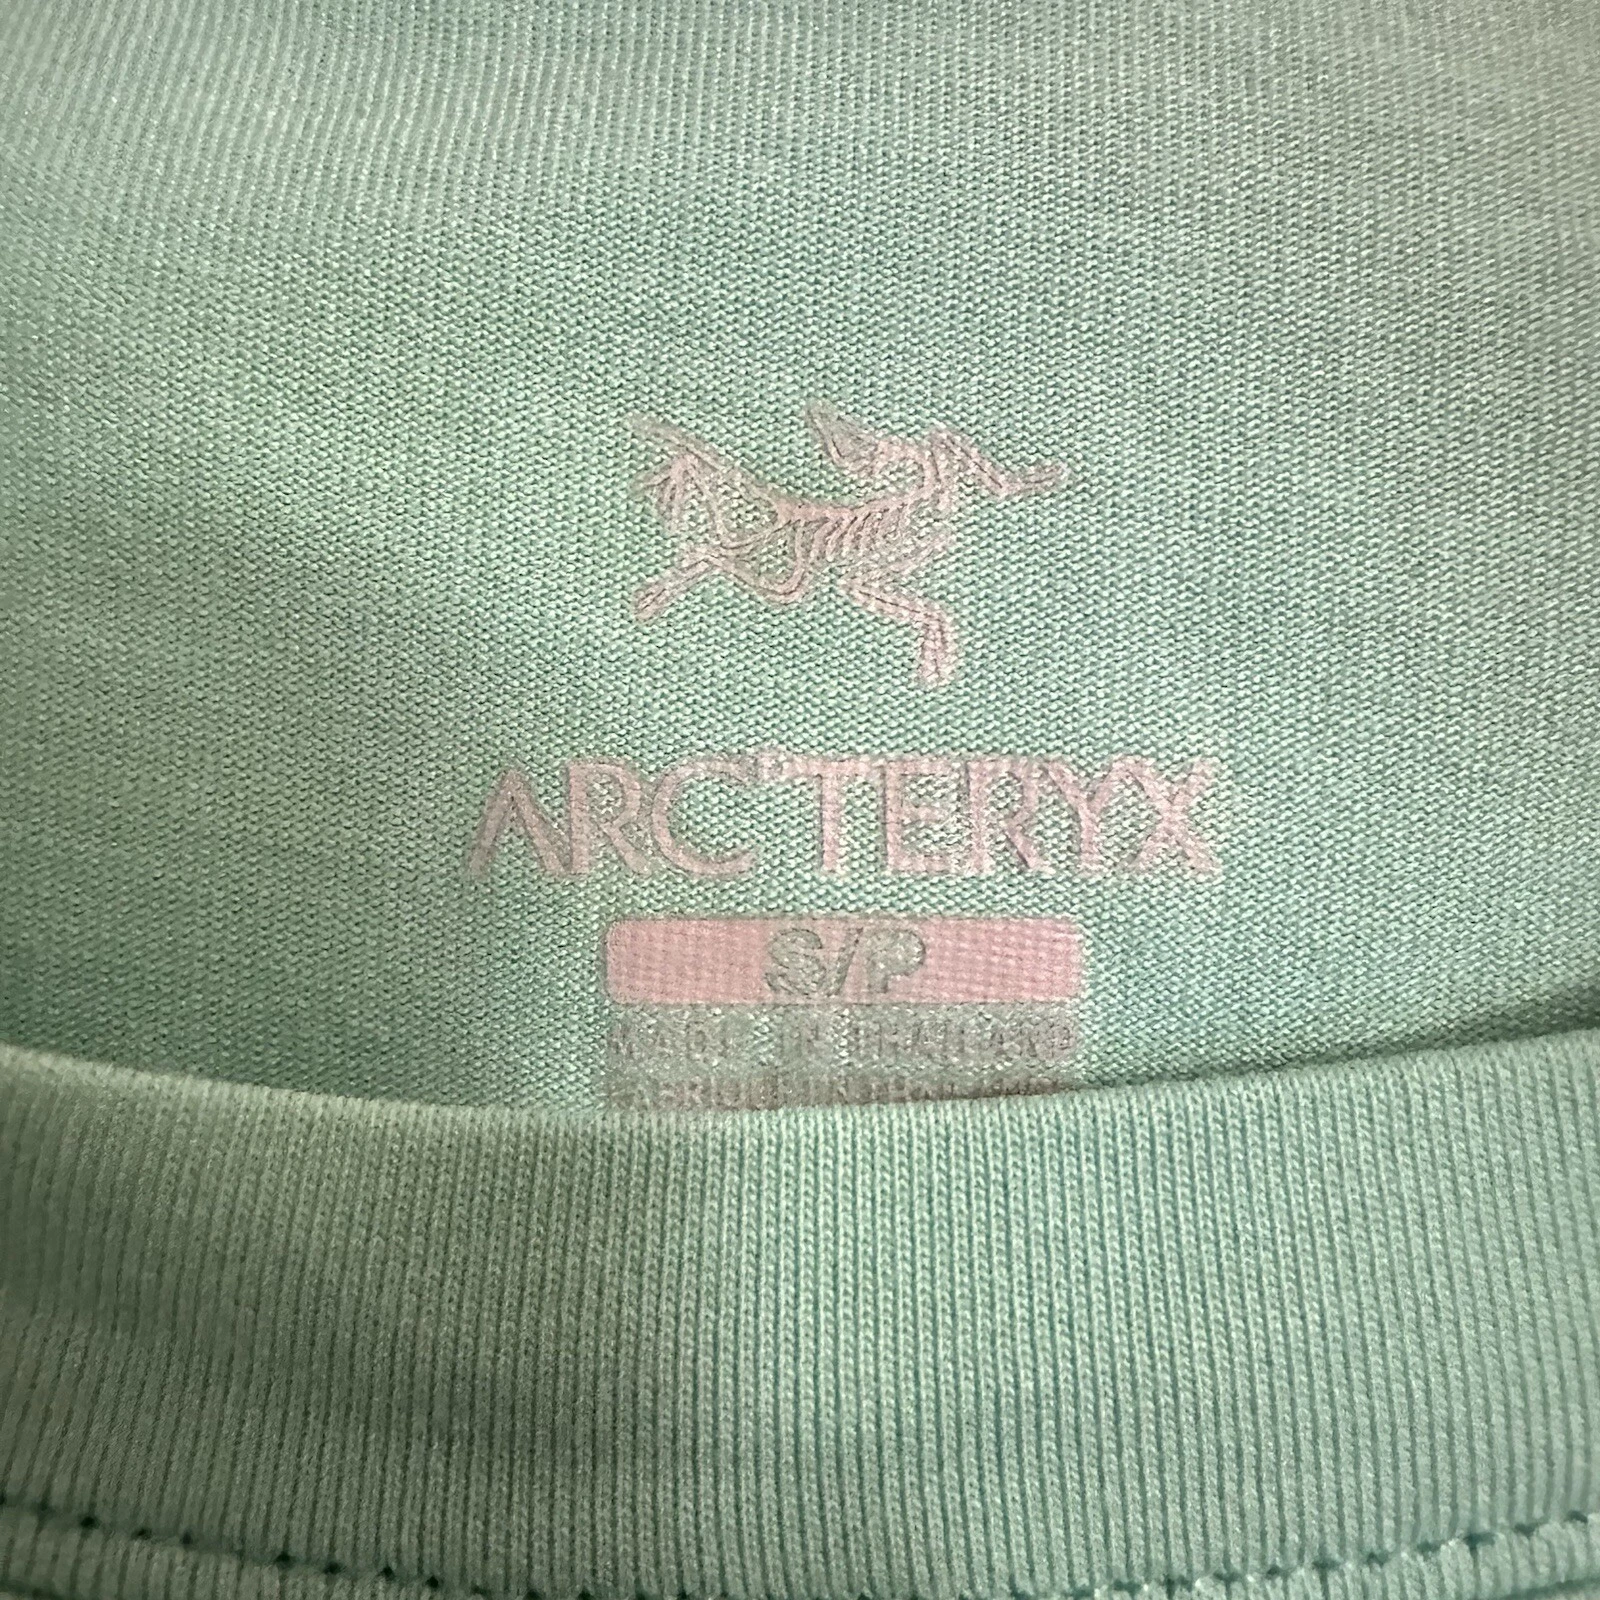 ARC'TERYX
S/P
MADE IN THAILAND